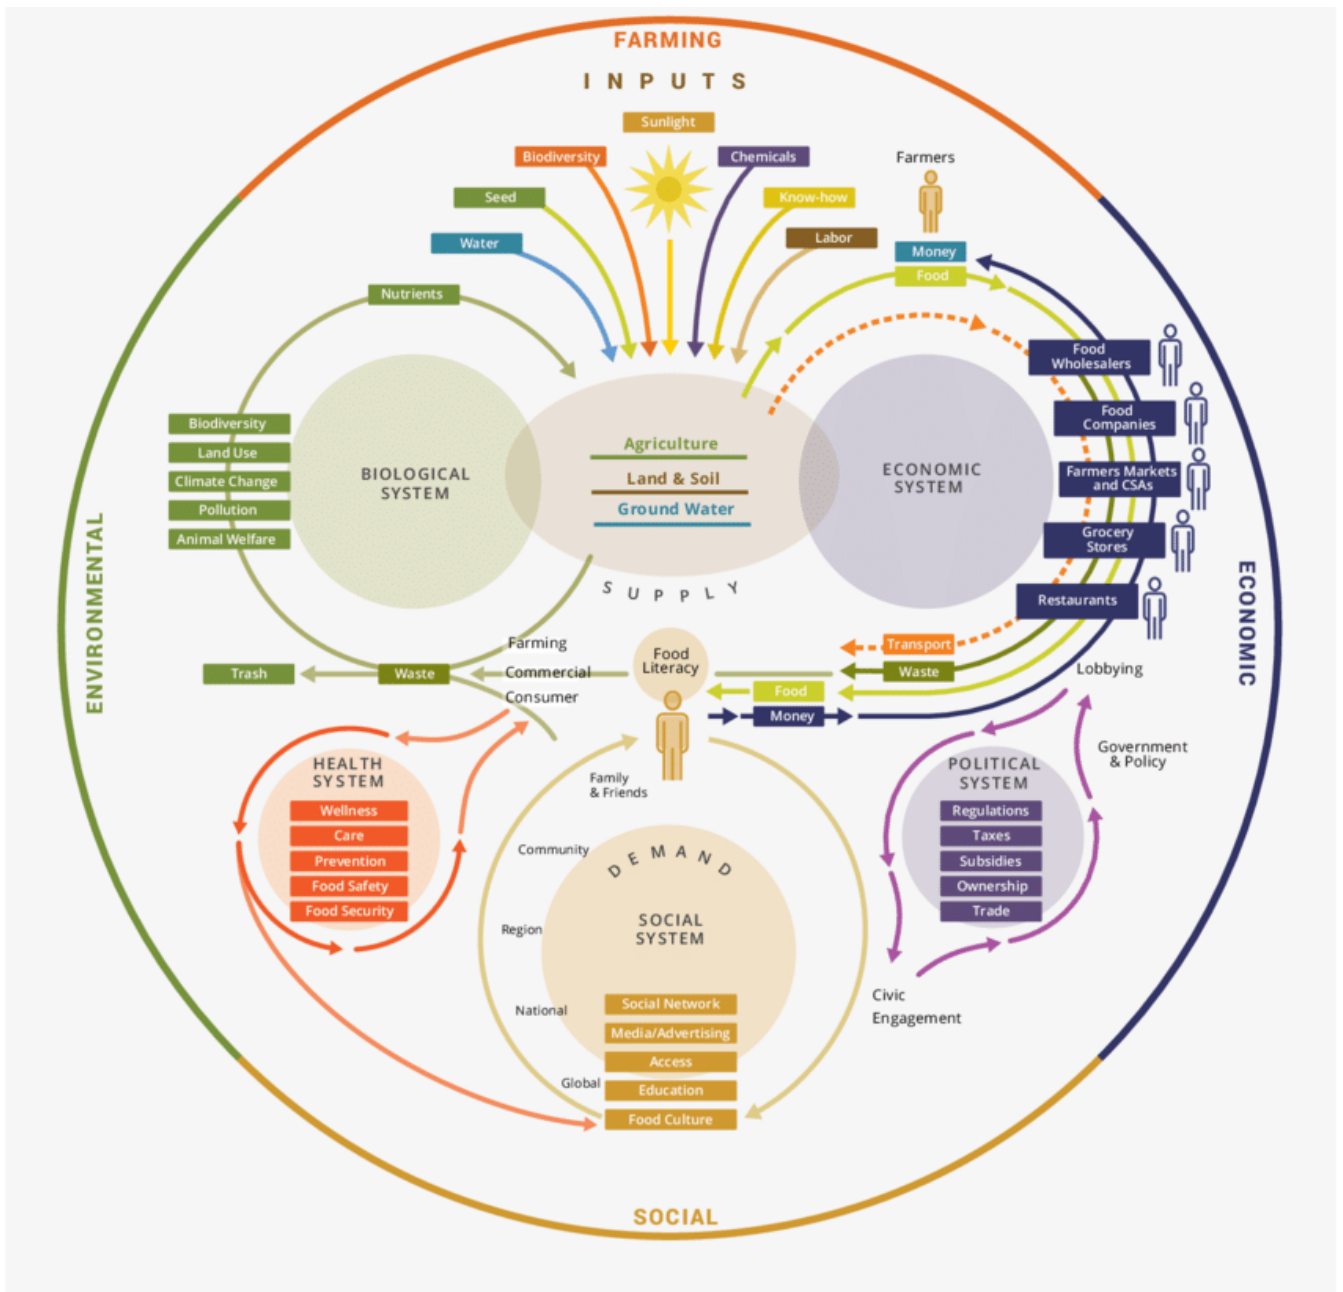 FARMING
INPUTS
Sunlight
Biodiversity
Chemicals
Seed
Know-how
Water
Labor
Farmers
Money
Food
Nutrients
Food
Wholesalers
Food
Companies
Farmers Markets
and CSAs
Grocery
Stores
Restaurants
Biodiversity
Land Use
Climate Change
Pollution
Animal Welfare
BIOLOGICAL
SYSTEM
Agriculture
Land & Soil
Ground Water
ECONOMIC
SYSTEM
SUPPLY
ENVIRONMENTAL
ECONOMIC
Farming
Commercial
Consumer
Trash
Waste
Food
Literacy
Transport
Waste
Food
Money
Lobbying
Government
& Policy
HEALTH
SYSTEM
Wellness
Care
Prevention
Food Safety
Food Security
Family
& Friends
Community
Region
National
Global
DEMAND
SOCIAL
SYSTEM
Social Network
Media/Advertising
Access
Education
Food Culture
POLITICAL
SYSTEM
Regulations
Taxes
Subsidies
Ownership
Trade
Civic
Engagement
SOCIAL